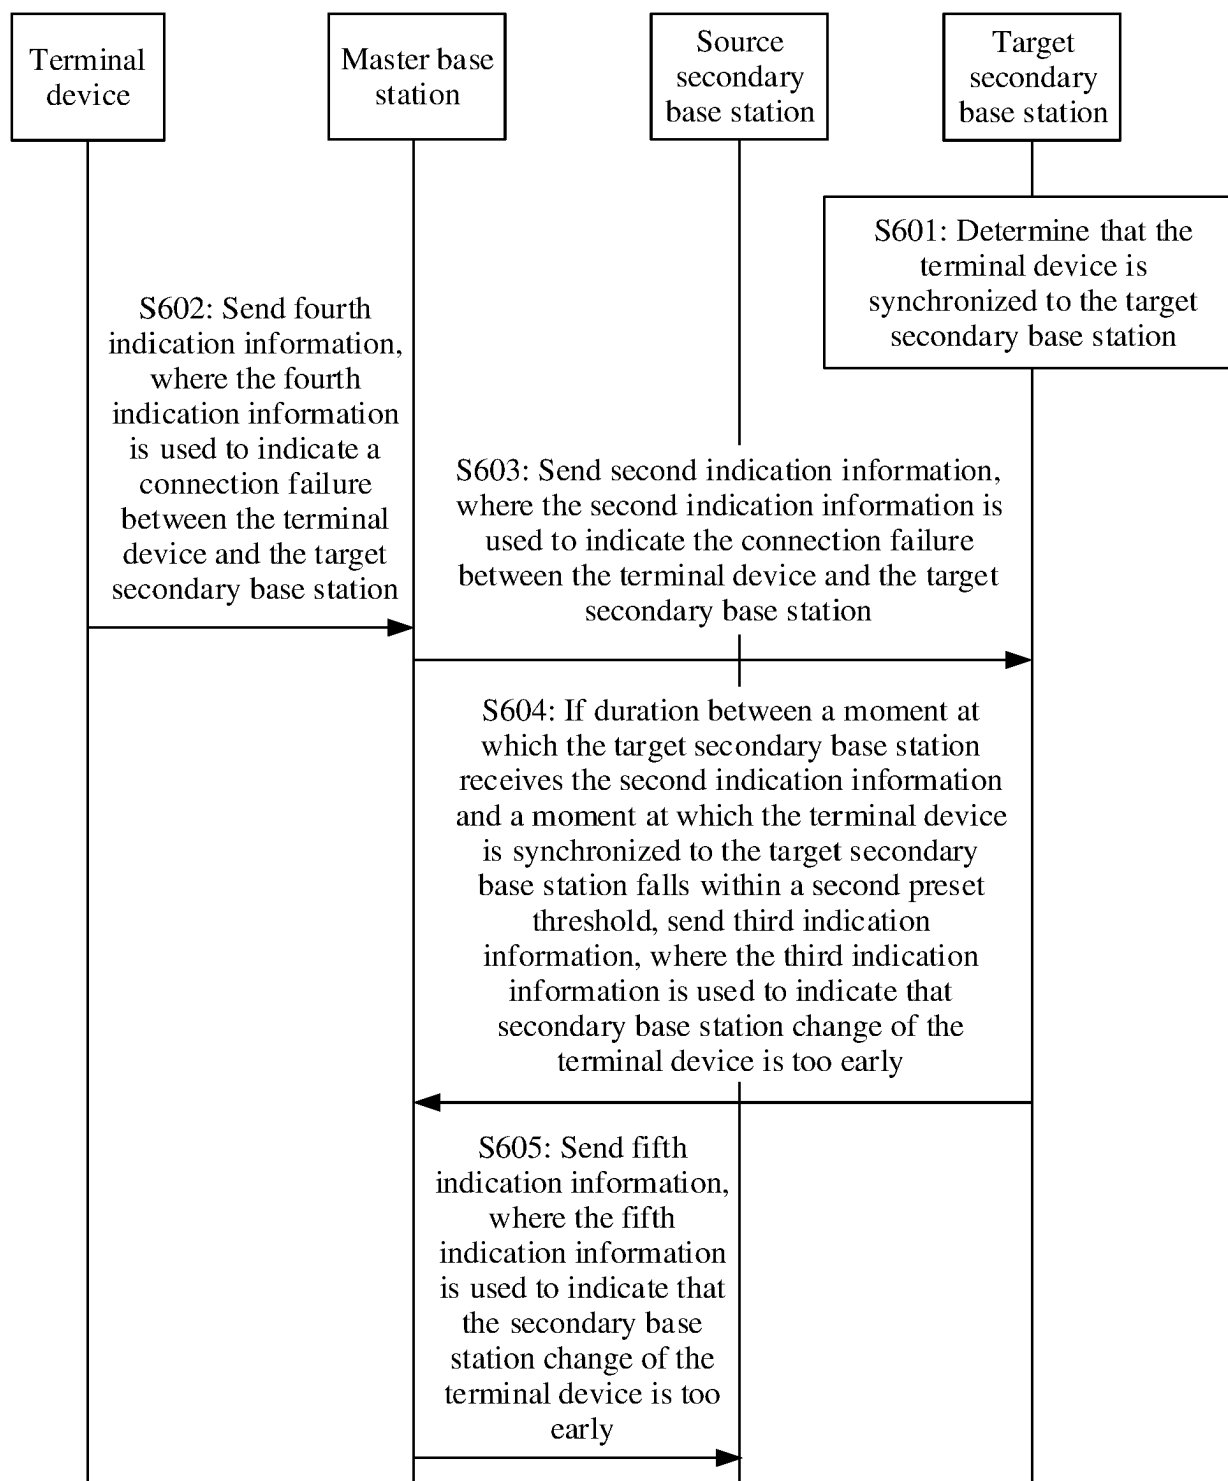 Terminal
device
Master base
station
Source
secondary
base station
Target
secondary
base station
S601: Determine that the
terminal device is
synchronized to the target
secondary base station
S602: Send fourth
indication information,
where the fourth
indication information
is used to indicate a
connection failure
between the terminal
device and the target
secondary base station
S603: Send second indication information,
where the second indication information is
used to indicate the connection failure
between the terminal device and the target
secondary base station
S604: If duration between a moment at
which the target secondary base station
receives the second indication information
and a moment at which the terminal device
is synchronized to the target secondary
base station falls within a second preset
threshold, send third indication
information, where the third indication
information is used to indicate that
secondary base station change of the
terminal device is too early
S605: Send fifth
indication information,
where the fifth
indication information
is used to indicate that
the secondary base
station change of the
terminal device is too
early